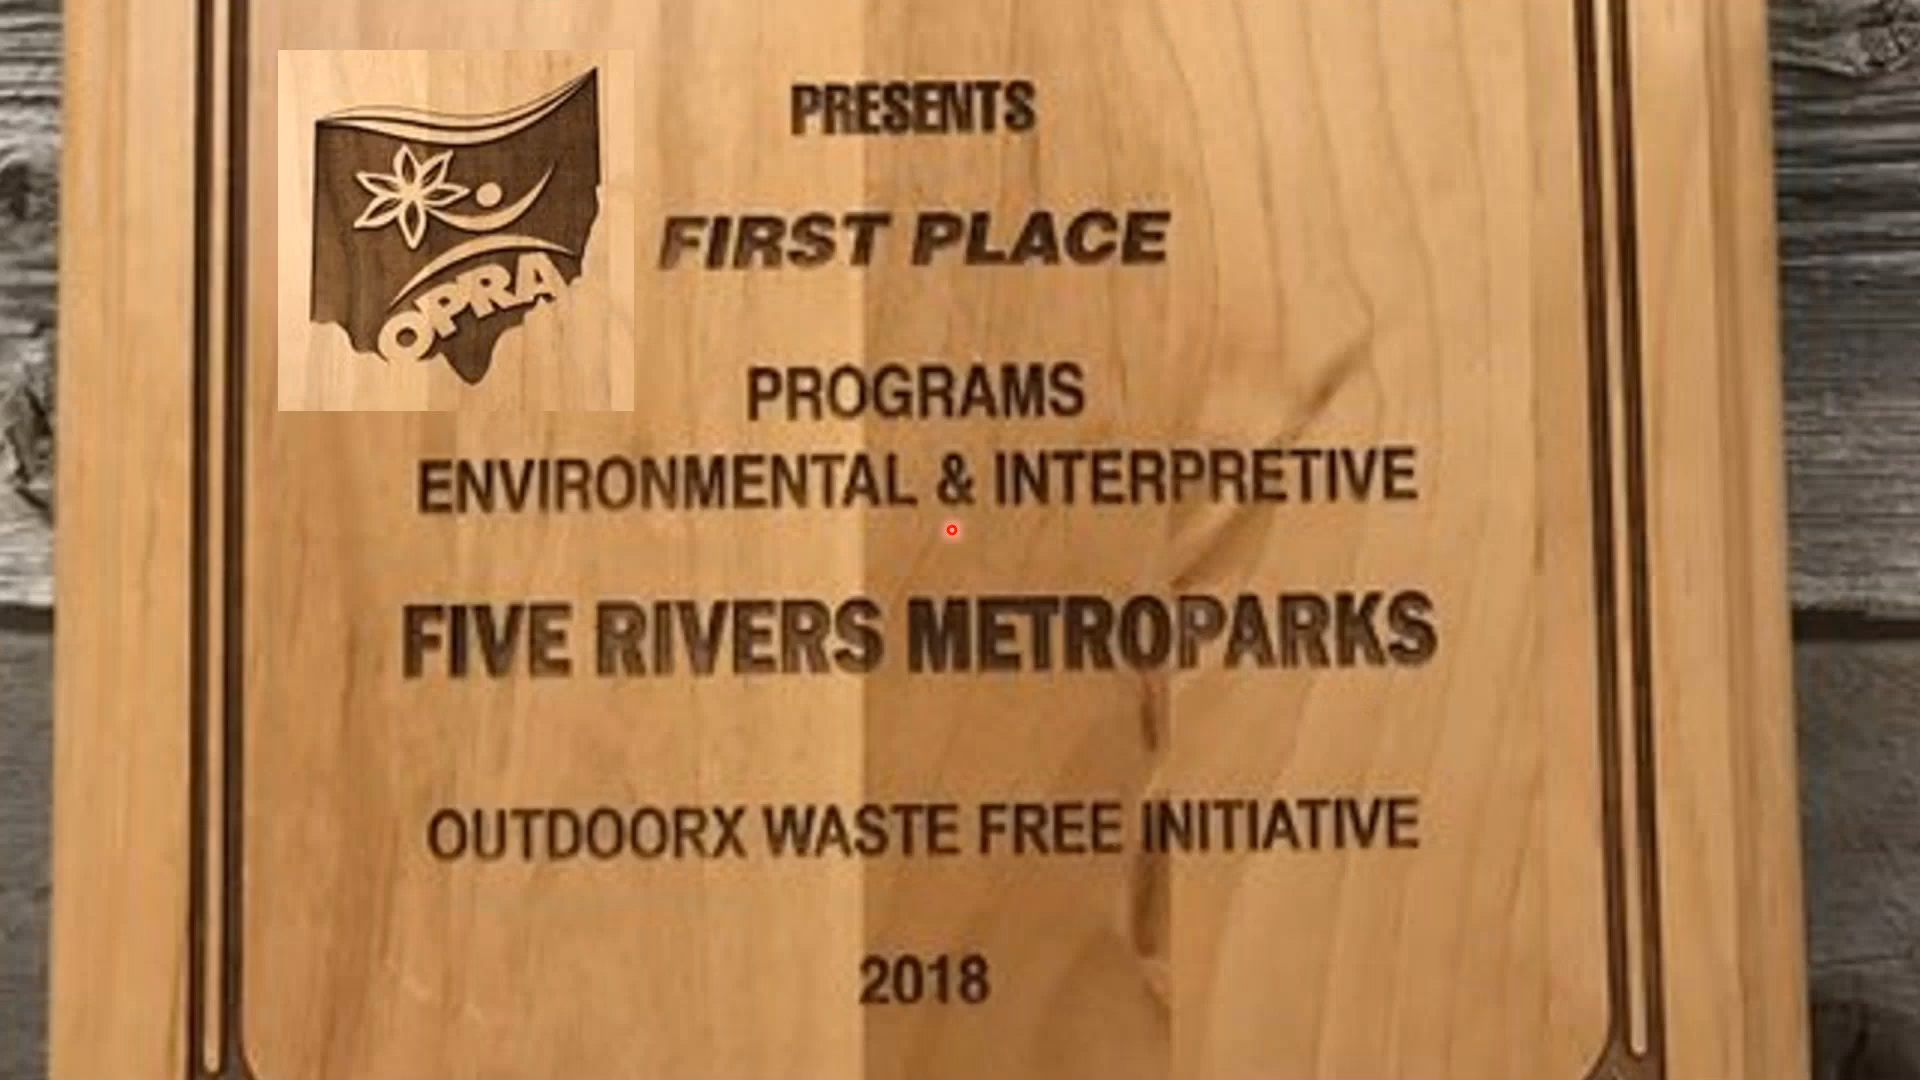 OPRA
PRESENTS
FIRST PLACE
PROGRAMS
ENVIRONMENTAL & INTERPRETIVE
FIVE RIVERS METROPARKS
OUTDOORX WASTE FREE INITIATIVE
2018